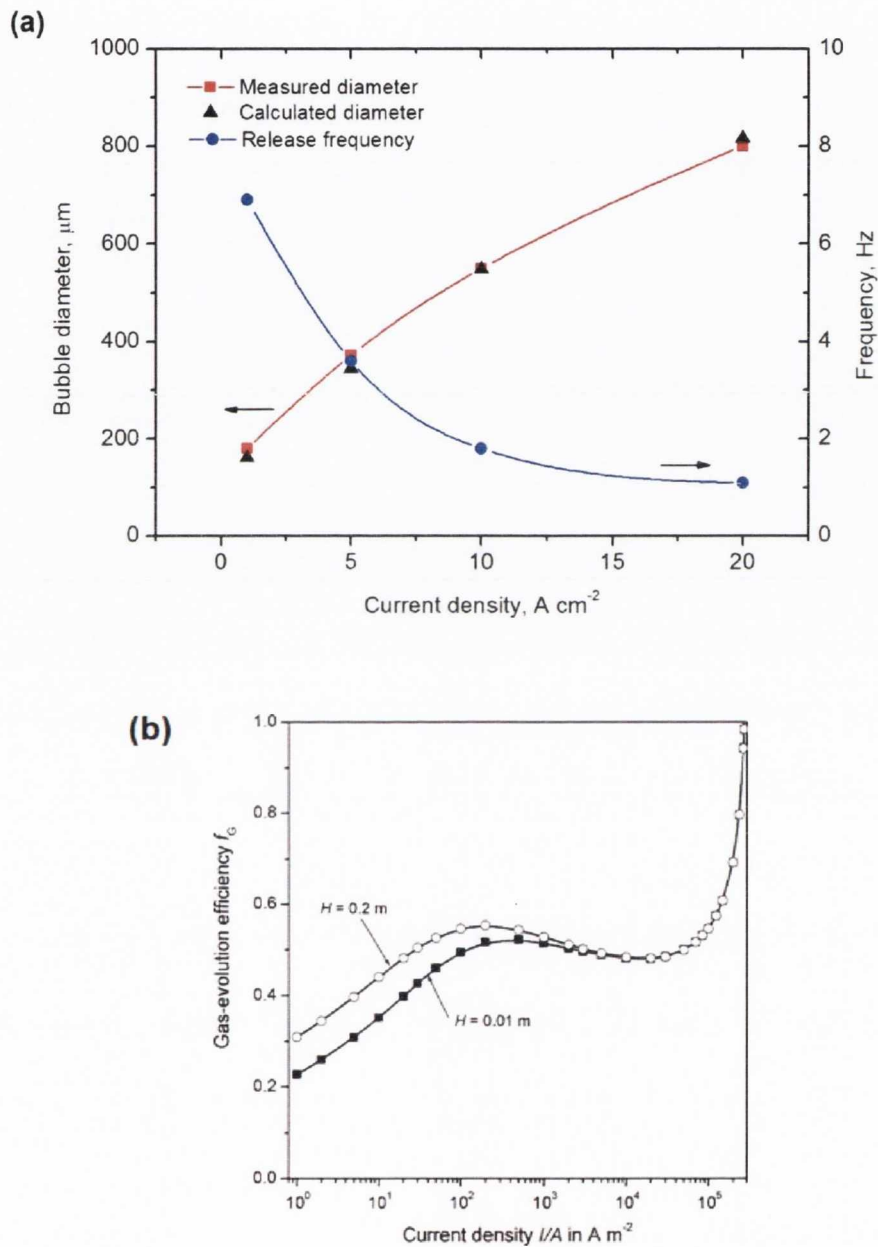 (a)
1000
800
600
400
200
0
Bubble diameter, μm
Measured diameter
Calculated diameter
Release frequency
10
8
6
4
2
0
Frequency, Hz
0 5 10 15 20
Current density, A cm⁻²
(b)
1.0
0.8
0.6
0.4
0.2
0.0
Gas-evolution efficiency f_G
H = 0.2 m
H = 0.01 m
10⁰ 10¹ 10² 10³ 10⁴ 10⁵
Current density I/A in A m⁻²